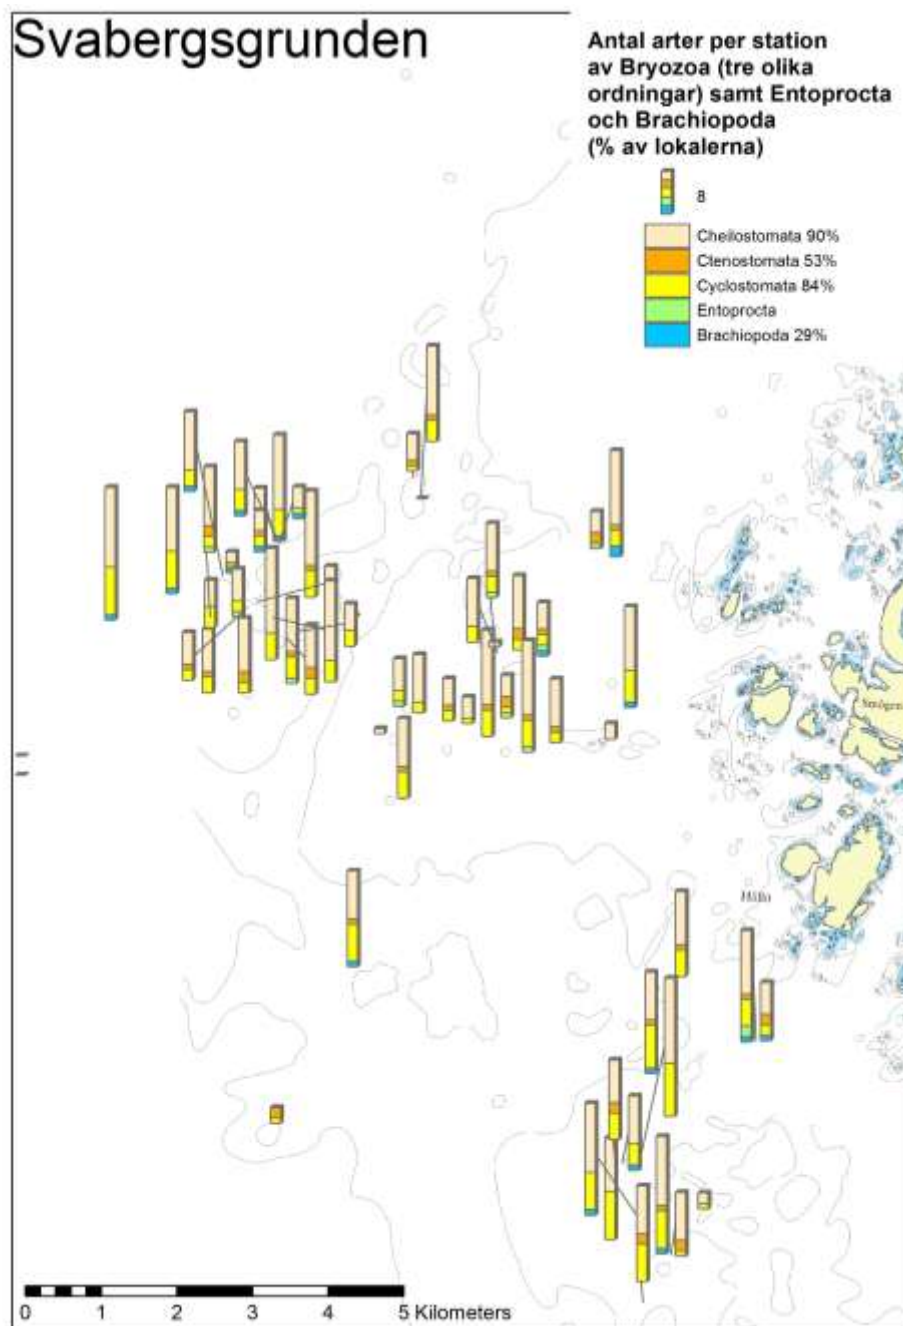 Svabergsgrunden
Antal arter per station
av Bryozoa (tre olika
ordningar) samt Entoprocta
och Brachiopoda
(% av lokalerna)
8
Cheilostomata 90%
Ctenostomata 53%
Cyclostomata 84%
Entoprocta
Brachiopoda 29%
Smögen
Hållö
0 1 2 3 4 5 Kilometers